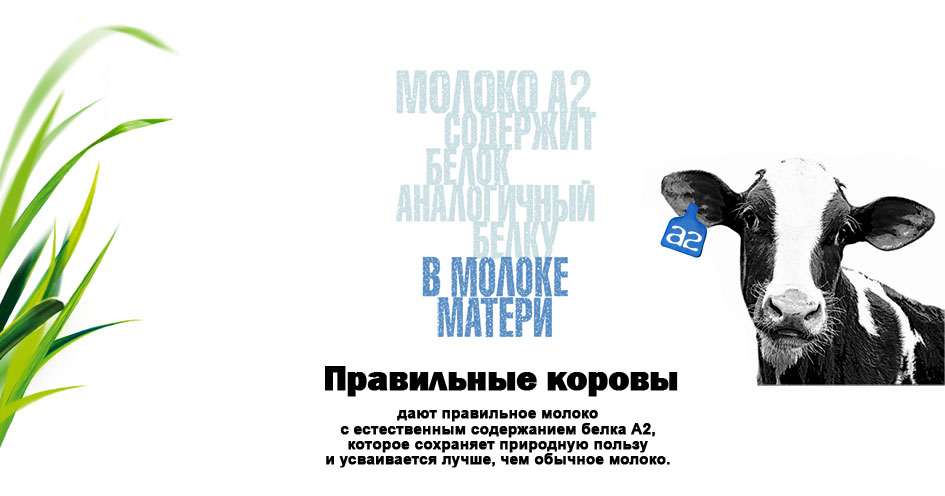 МОЛОКО А2
СОДЕРЖИТ
БЕЛОК
АНАЛОГИЧНЫЙ
БЕЛКУ
В МОЛОКЕ
МАТЕРИ
a2
Правильные коровы
дают правильное молоко
с естественным содержанием белка А2,
которое сохраняет природную пользу
и усваивается лучше, чем обычное молоко.